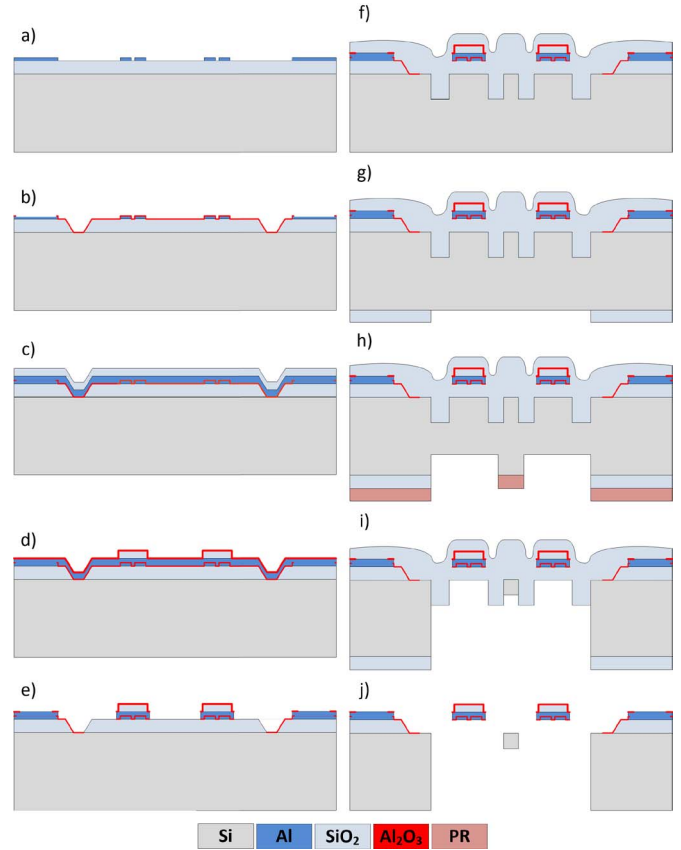 a)
b)
c)
d)
e)
f)
g)
h)
i)
j)
Si Al SiO₂ Al₂O₃ PR